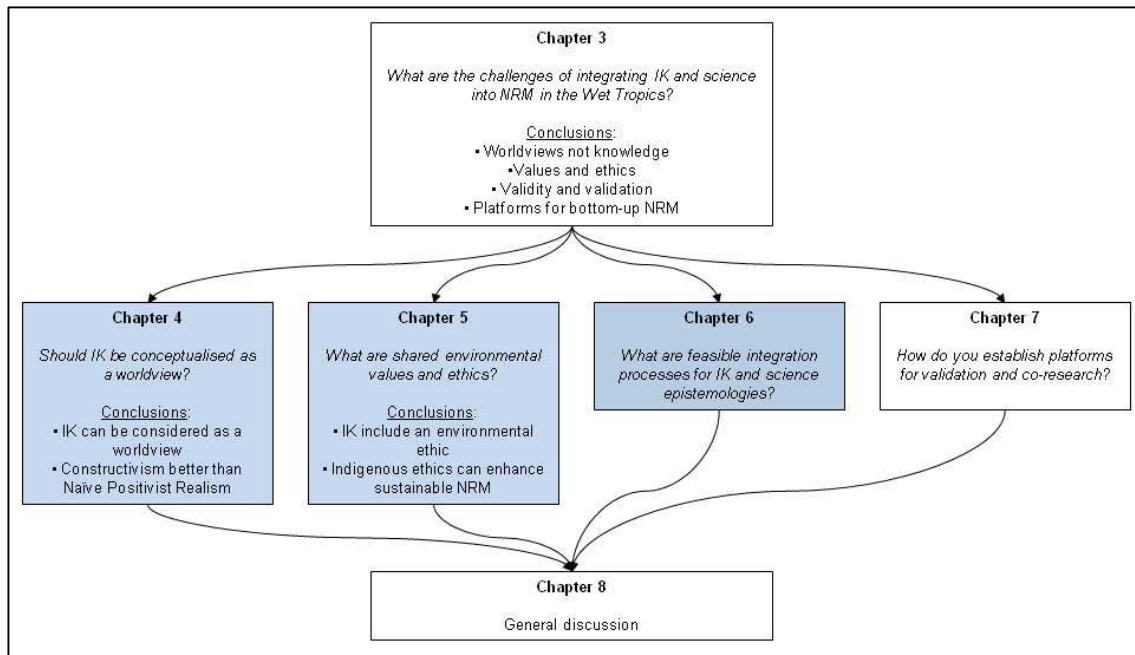 Chapter 3
What are the challenges of integrating IK and science
into NRM in the Wet Tropics?
Conclusions:
▪ Worldviews not knowledge
▪Values and ethics
▪ Validity and validation
▪ Platforms for bottom-up NRM
Chapter 4
Should IK be conceptualised as
a worldview?
Conclusions:
▪ IK can be considered as a
worldview
▪ Constructivism better than
Naïve Positivist Realism
Chapter 5
What are shared environmental
values and ethics?
Conclusions:
▪ IK include an environmental
ethic
▪ Indigenous ethics can enhance
sustainable NRM
Chapter 6
What are feasible integration
processes for IK and science
epistemologies?
Chapter 7
How do you establish platforms
for validation and co-research?
Chapter 8
General discussion